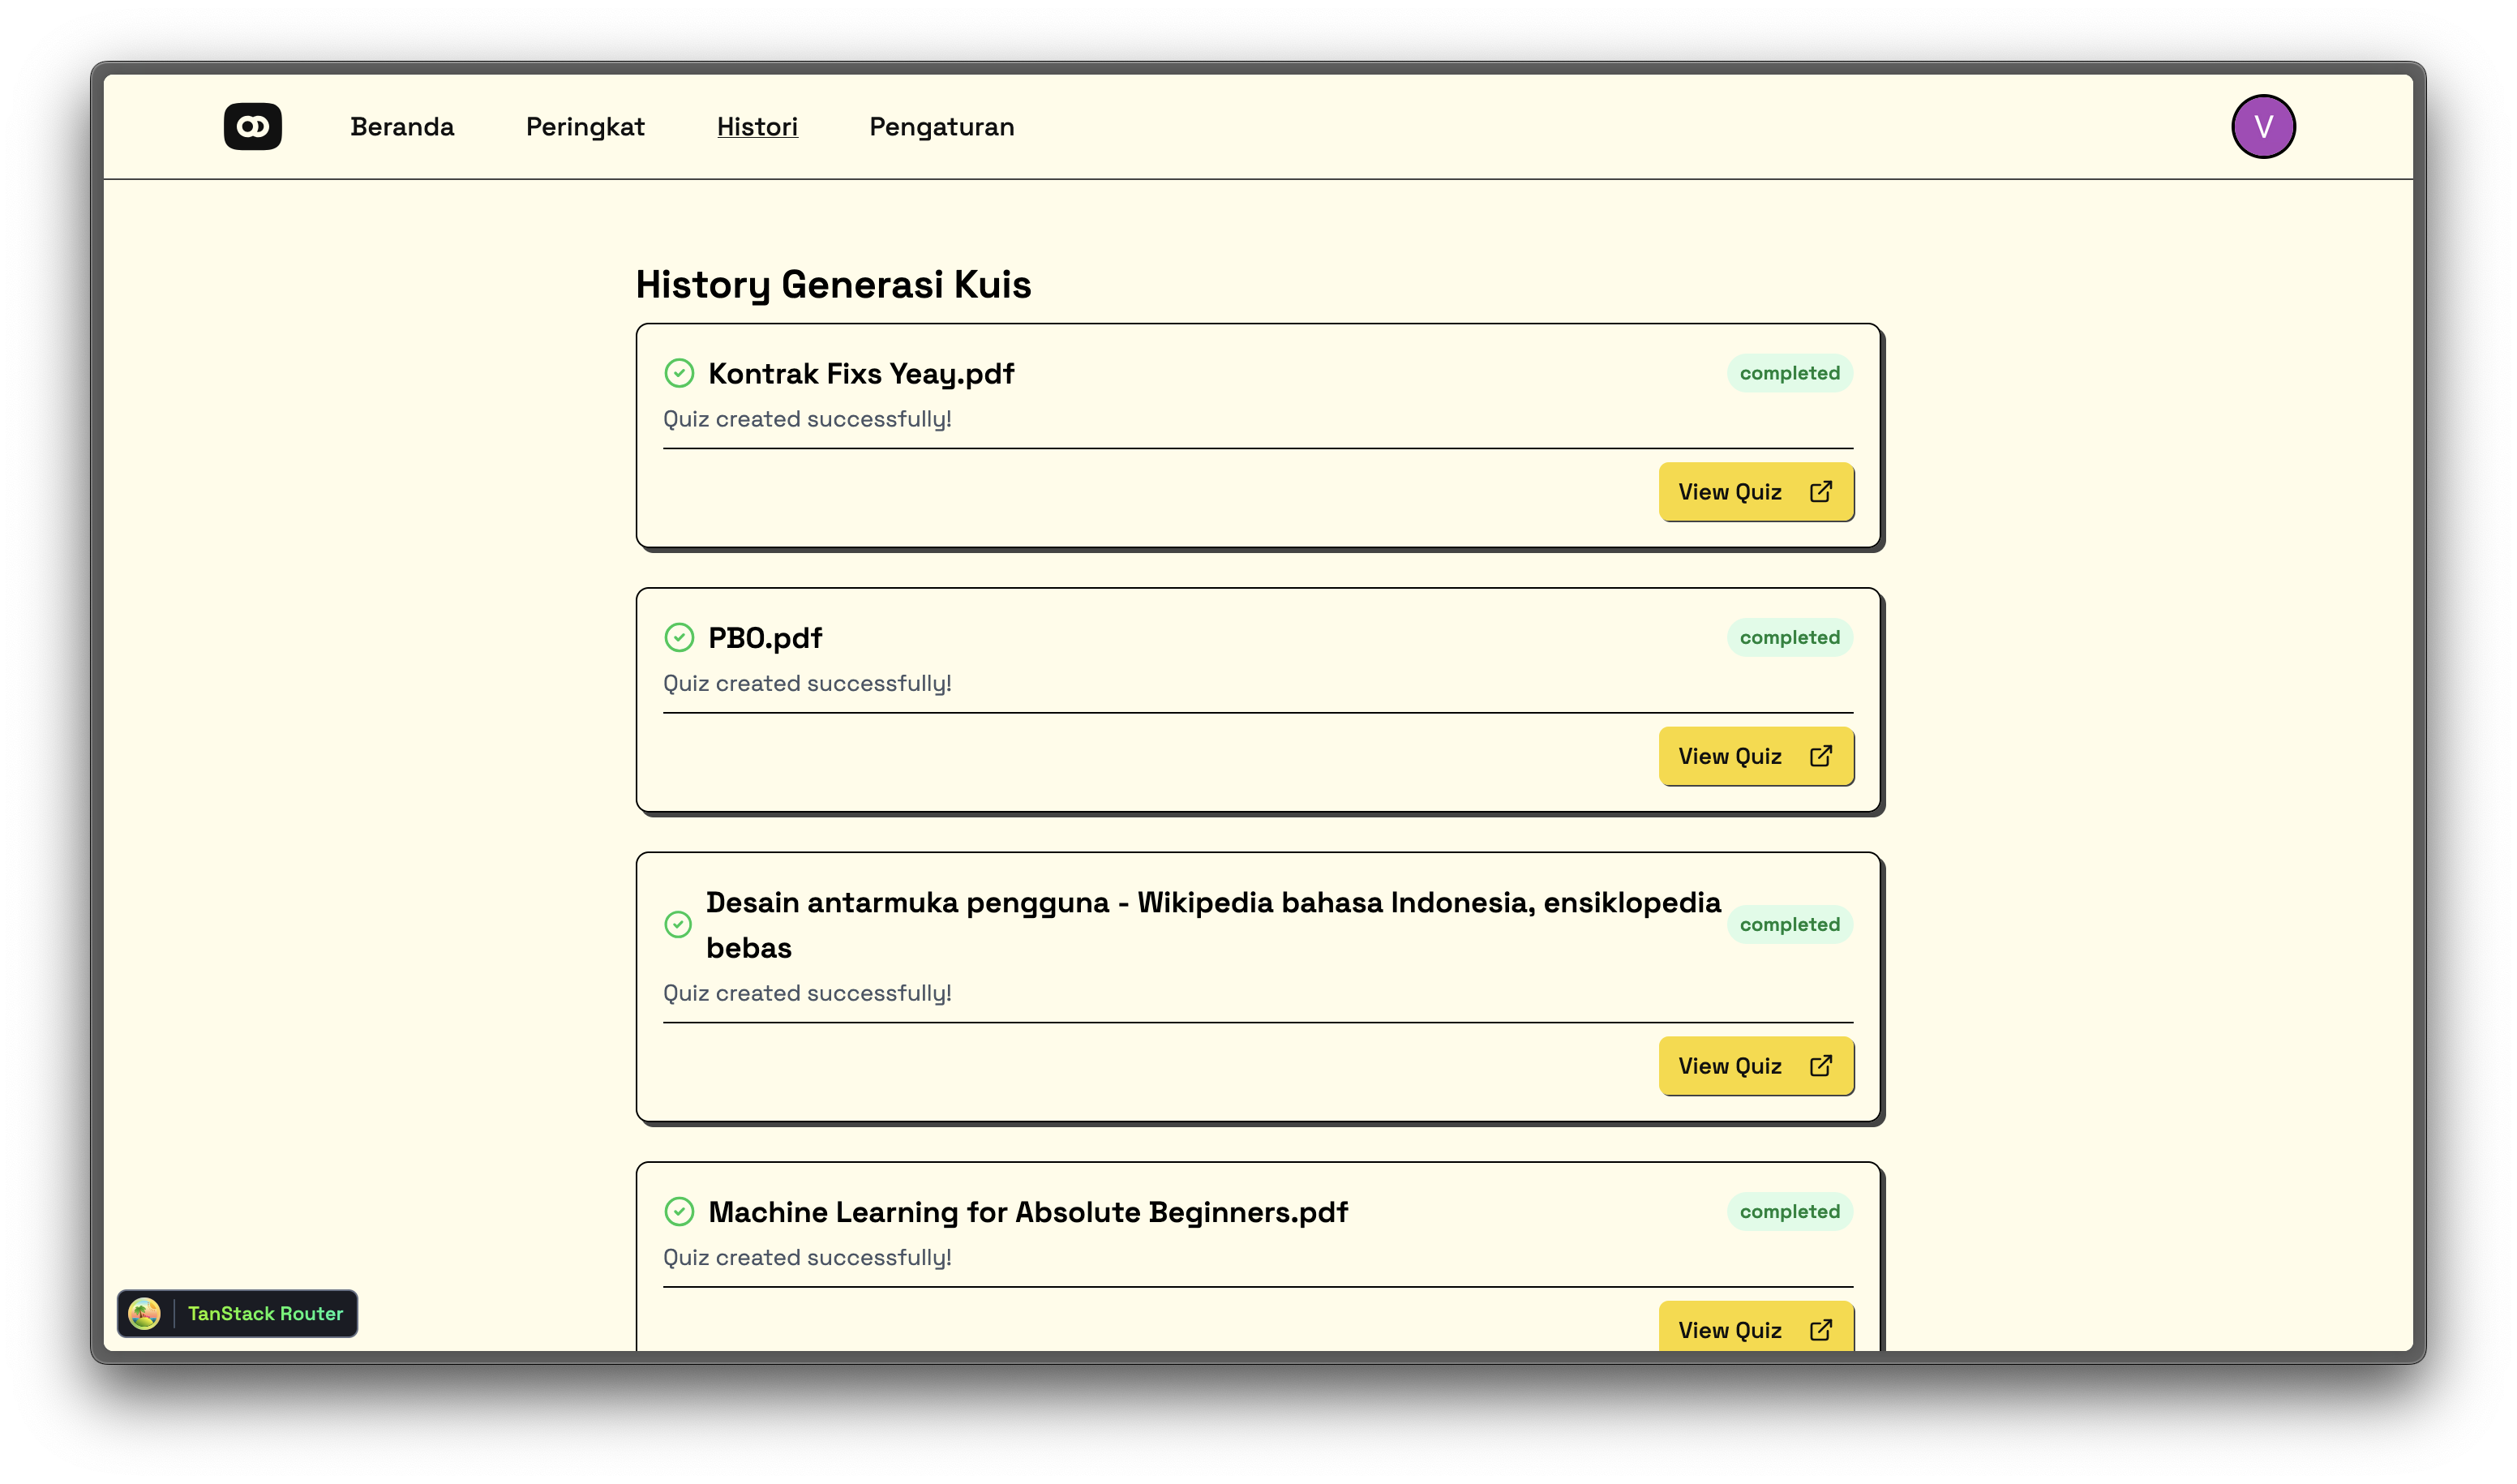 Beranda Peringkat Histori Pengaturan V
History Generasi Kuis
Kontrak Fixs Yeay.pdf completed
Quiz created successfully!
View Quiz
PBO.pdf completed
Quiz created successfully!
View Quiz
Desain antarmuka pengguna - Wikipedia bahasa Indonesia, ensiklopedia
bebas
completed
Quiz created successfully!
View Quiz
Machine Learning for Absolute Beginners.pdf completed
Quiz created successfully!
View Quiz
TanStack Router